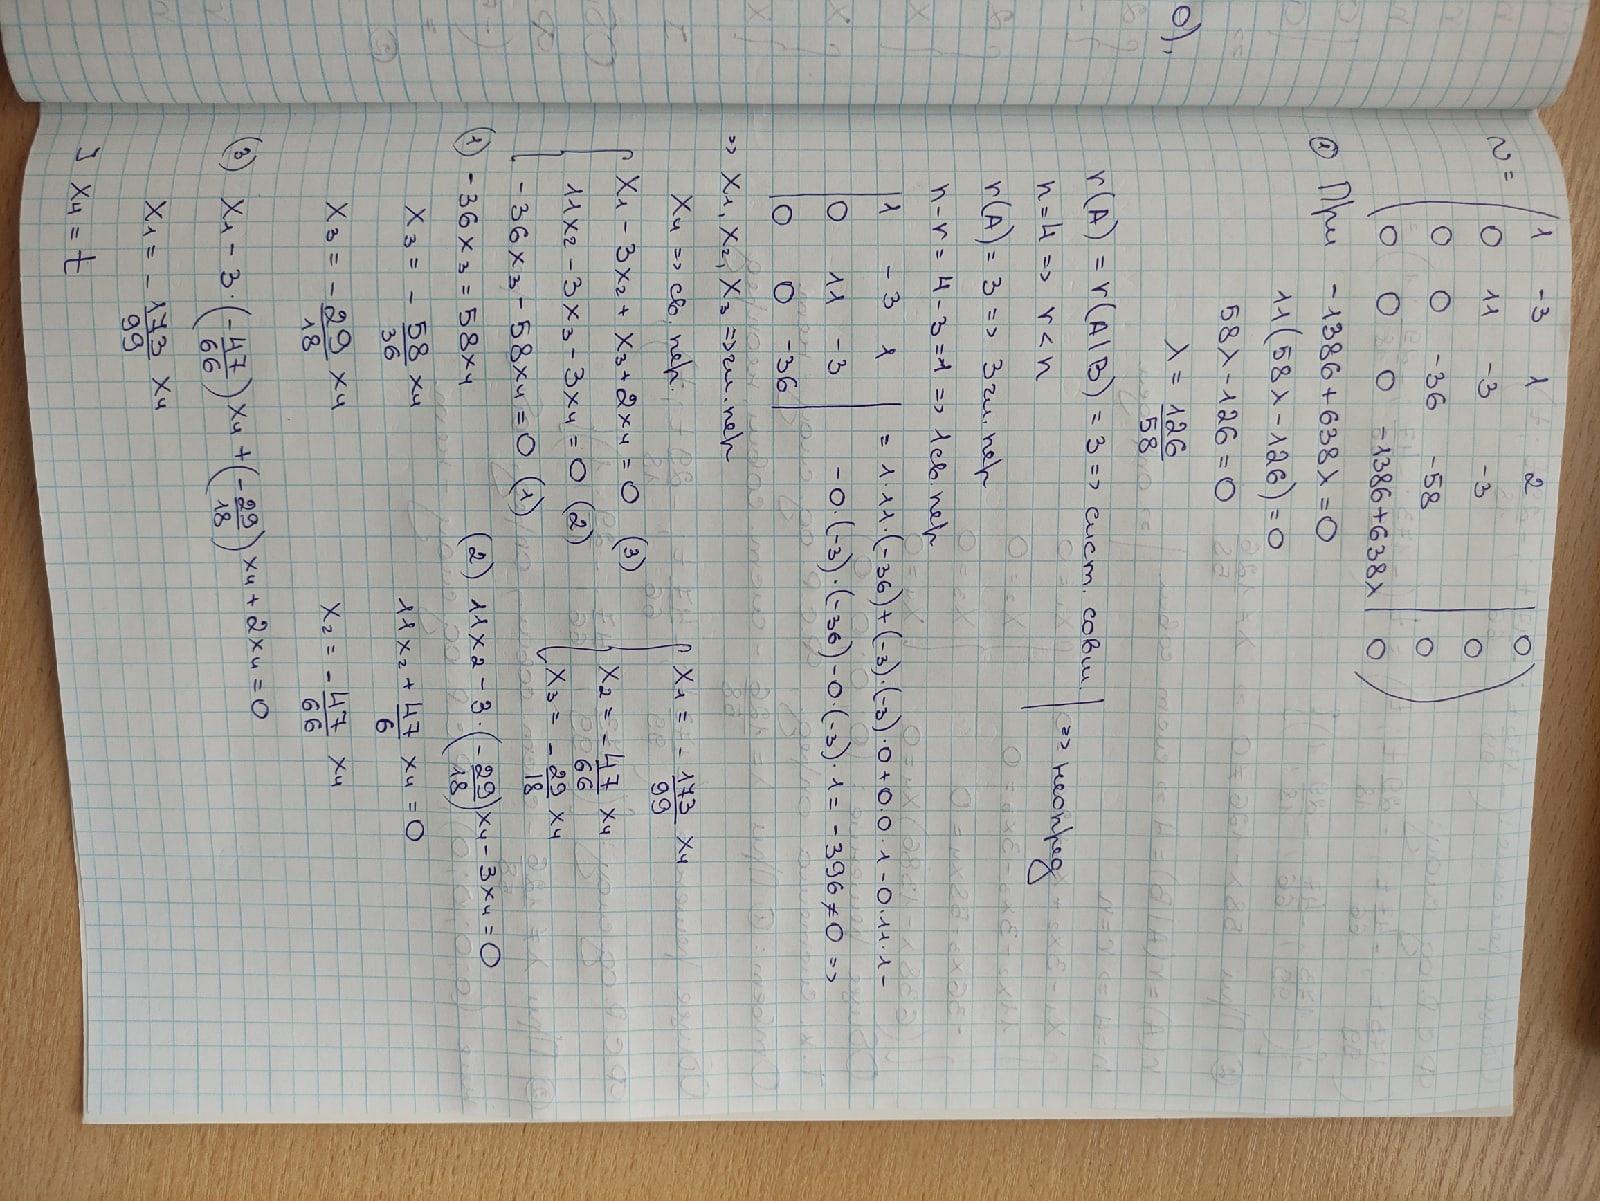 ~ =
1 -3 1 2 | 0
0 11 -3 -3 | 0
0 0 -36 -58 | 0
0 0 0 -1386+638λ | 0
① При -1386+638λ=0
11(58λ-126)=0
58λ-126=0
λ=126/58
r(A)=r(A|B)=3=> сист. совм.
n=4=> r<n
=> неопред
r(A)=3=> 3 гл. пер
n-r=4-3=1=> 1 св пер
|1 -3 1|
|0 11 -3|
|0 0 -36|
=1·11·(-36)+(-3)·(-3)·0+0·0·1-0·11·1-
-0·(-3)·(-36)-0·(-3)·1=-396≠0=>
=> x1, x2, x3=> гл. пер
x4=> св. пер.
{ x1-3x2+x3+2x4=0 (3)
11x2-3x3-3x4=0 (2)
-36x3-58x4=0 (1)
{ x1=-173/99 x4
x2=-47/66 x4
x3=-29/18 x4
(1) -36x3=58x4
x3=-58/36 x4
x3=-29/18 x4
(2) 11x2-3·(-29/18)x4-3x4=0
11x2+47/6 x4=0
x2=-47/66 x4
(3) x1-3·(-47/66)x4+(-29/18)x4+2x4=0
x1=-173/99 x4
] x4=t
0),